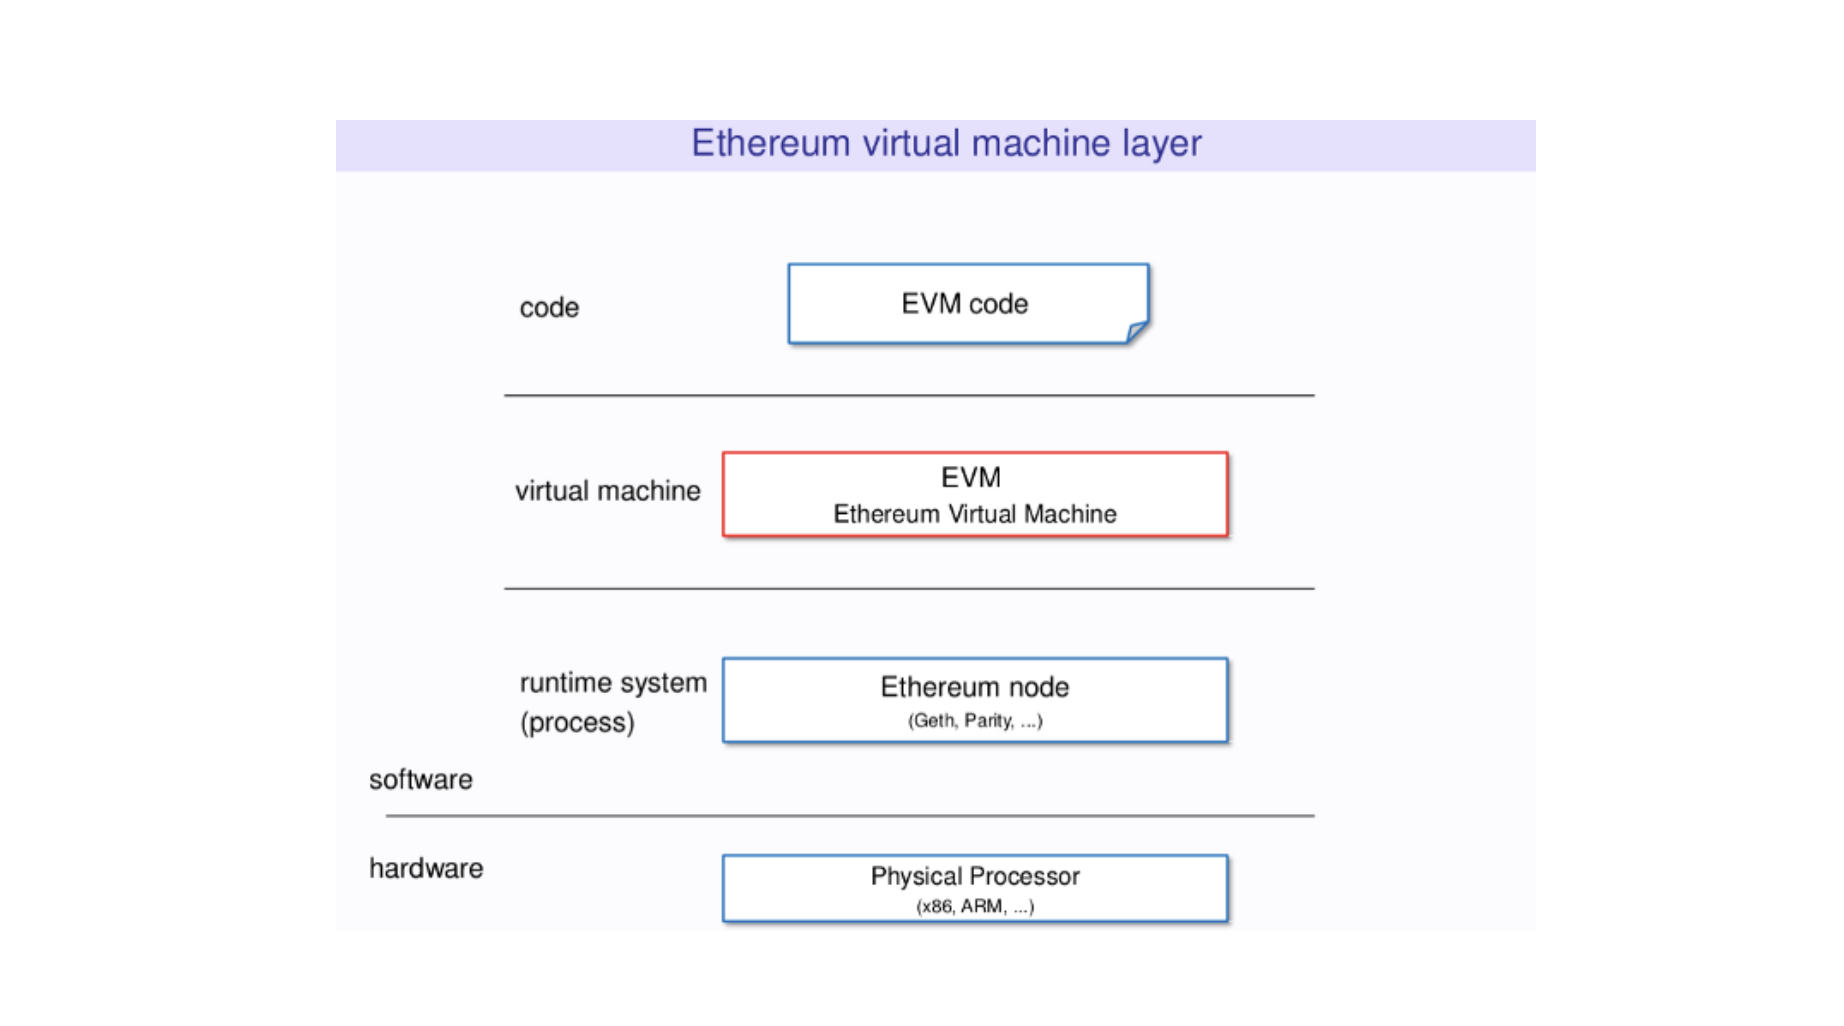 Ethereum virtual machine layer
code
EVM code
virtual machine
EVM
Ethereum Virtual Machine
runtime system
(process)
Ethereum node
(Geth, Parity, ...)
software
hardware
Physical Processor
(x86, ARM, ...)